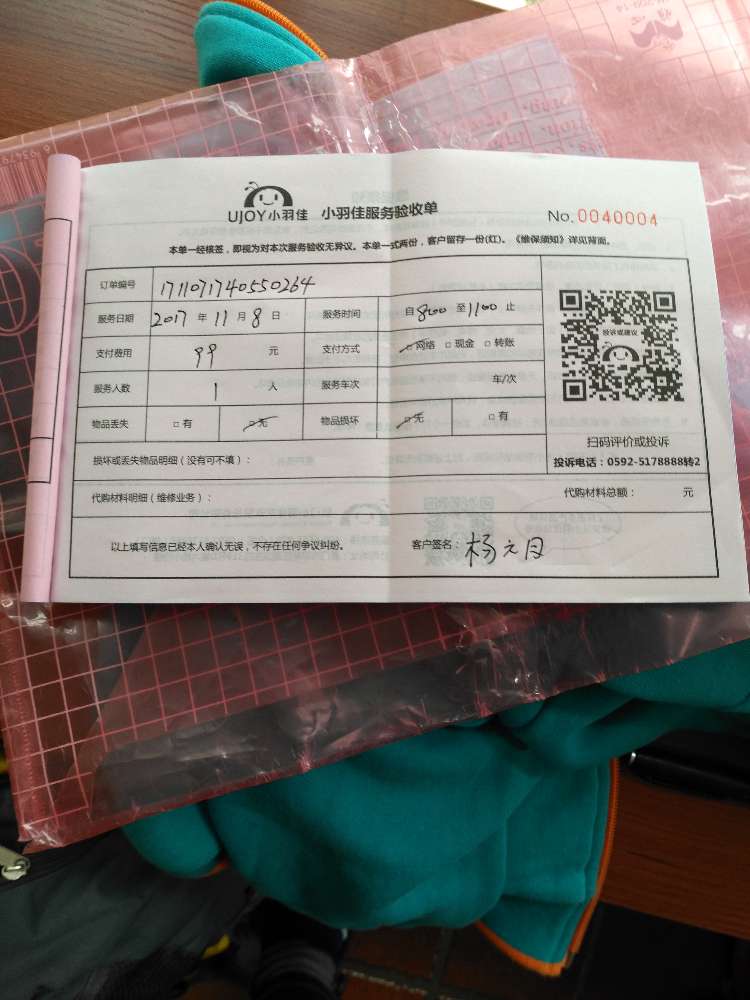 UJOY小羽佳 小羽佳服务验收单 No. 0040004
本单一经核签，即视为对本次服务验收无异议。本单一式两份，客户留存一份(红)。《维保须知》详见背面。
订单编号 1711071740550264
服务日期 2017 年 11 月 8 日 服务时间 自 800 至 1100 止
投诉或建议
支付费用 99 元 支付方式 □网络 □现金 □转账
服务人数 1 人 服务车次 车/次
物品丢失 □有 □无 物品损坏 □无 □有
扫码评价或投诉
损坏或丢失物品明细（没有可不填）：
投诉电话：0592-5178888转2
代购材料明细（维修业务）： 代购材料总额： 元
以上填写信息已经本人确认无误，不存在任何争议纠纷。 客户签名：杨元月